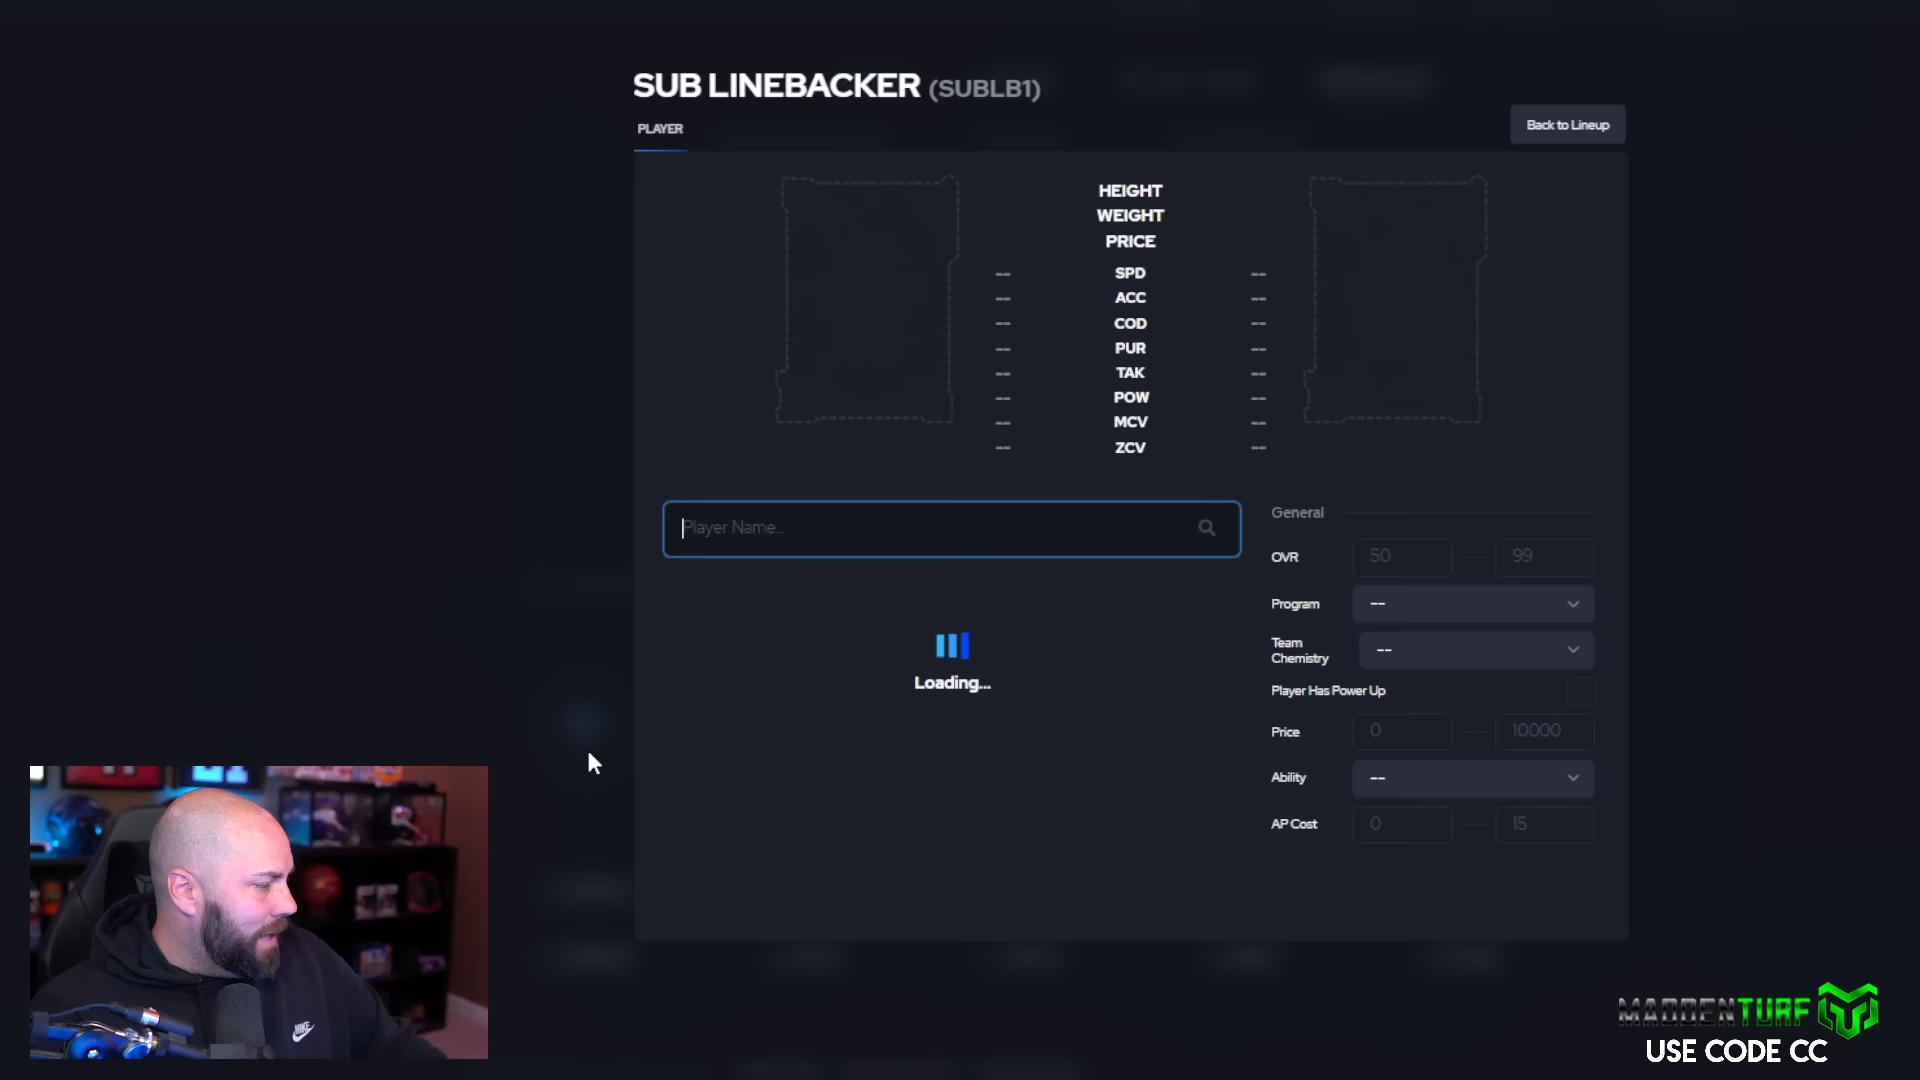 SUB LINEBACKER (SUBLB1)
PLAYER
Back to Lineup
HEIGHT
WEIGHT
PRICE
-- SPD --
-- ACC --
-- COD --
-- PUR --
-- TAK --
-- POW --
-- MCV --
-- ZCV --
Player Name...
Loading...
General
OVR 50 — 99
Program --
Team
Chemistry --
Player Has Power Up
Price 0 — 10000
Ability --
AP Cost 0 — 15
NIKE
MADDENTURF
USE CODE CC